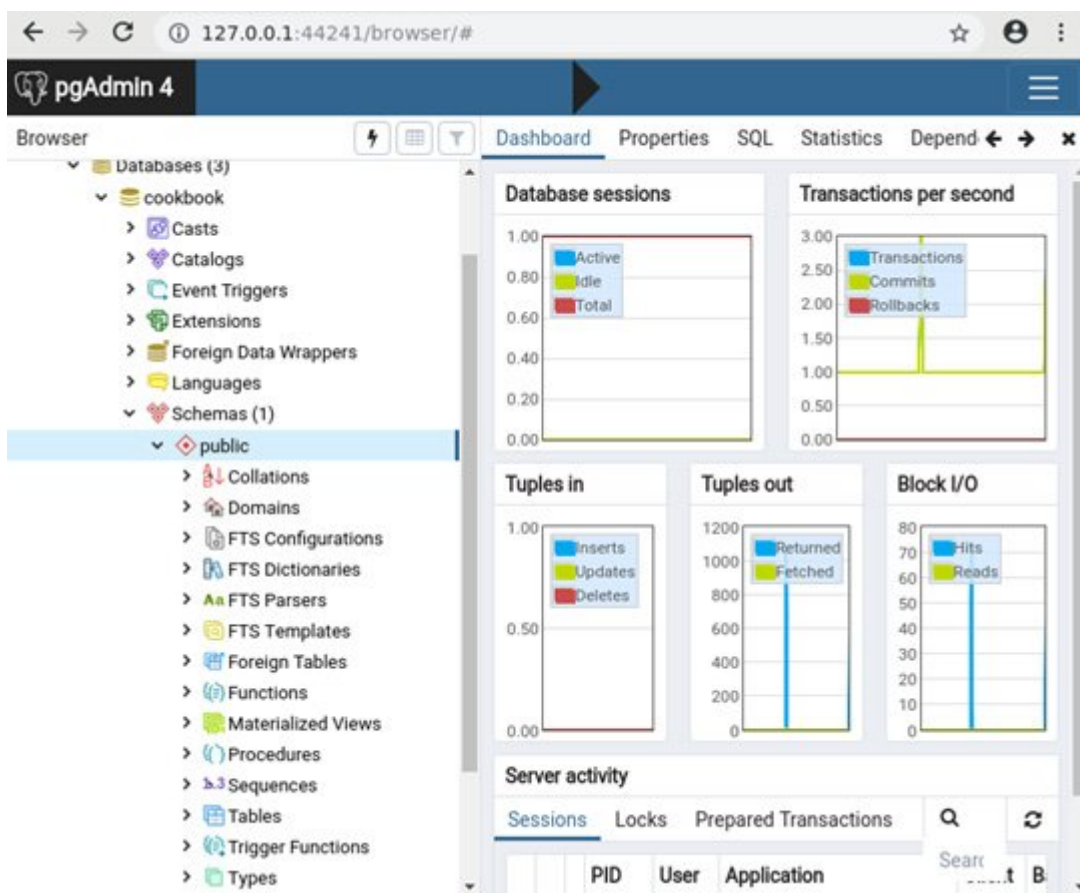 127.0.0.1:44241/browser/#
pgAdmin 4
Browser
Dashboard Properties SQL Statistics Depend
Databases (3)
cookbook
Casts
Catalogs
Event Triggers
Extensions
Foreign Data Wrappers
Languages
Schemas (1)
public
Collations
Domains
FTS Configurations
FTS Dictionaries
Aa FTS Parsers
FTS Templates
Foreign Tables
Functions
Materialized Views
Procedures
1..3 Sequences
Tables
Trigger Functions
Types
Database sessions
1.00
0.80
0.60
0.40
0.20
0.00
Active
Idle
Total
Transactions per second
3.00
2.50
2.00
1.50
1.00
0.50
0.00
Transactions
Commits
Rollbacks
Tuples in
1.00
0.50
0.00
Inserts
Updates
Deletes
Tuples out
1200
1000
800
600
400
200
0
Returned
Fetched
Block I/O
80
70
60
50
40
30
20
10
0
Hits
Reads
Server activity
Sessions Locks Prepared Transactions
Searc
PID User Application B